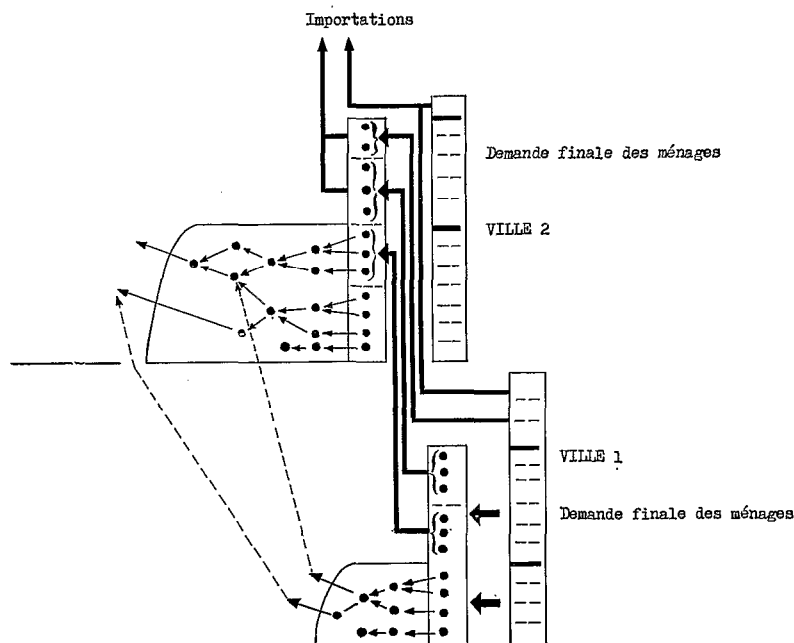 Importations
Demande finale des ménages
VILLE 2
VILLE 1
Demande finale des ménages